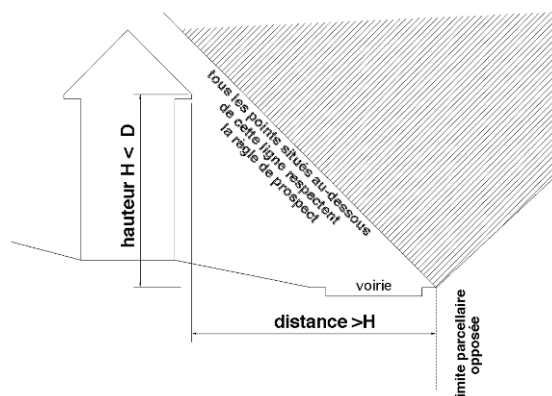 tous les points situés au-dessous
de cette ligne respectent
la règle de prospect
hauteur H < D
voirie
distance >H
imite parcellaire
opposée